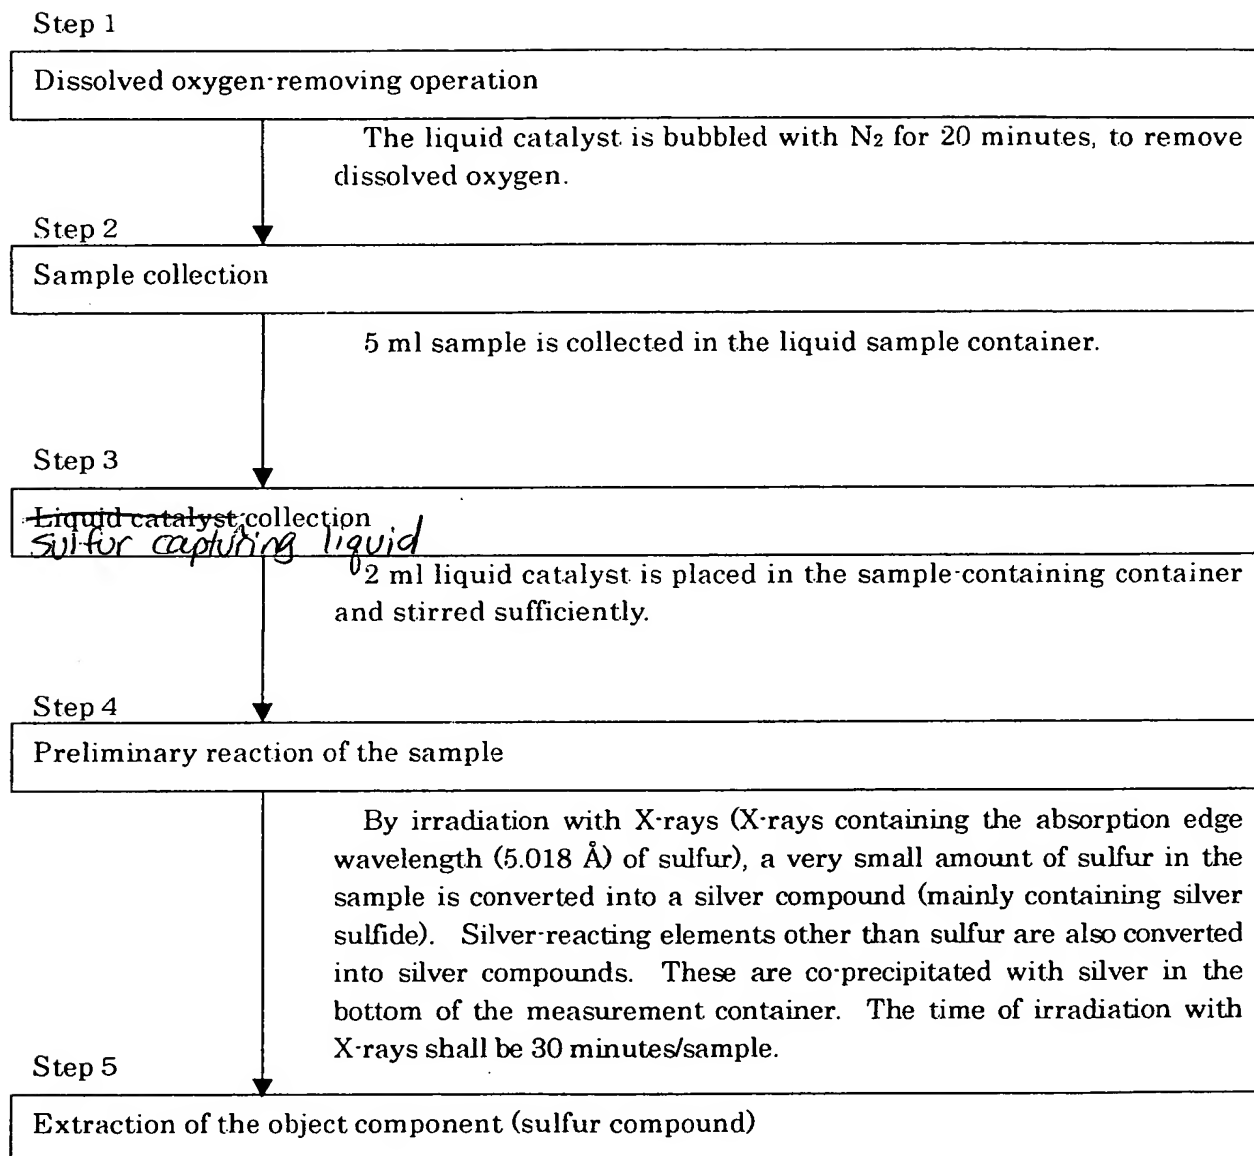 Step 1
Dissolved oxygen-removing operation
The liquid catalyst is bubbled with N2 for 20 minutes, to remove
dissolved oxygen.
Step 2
Sample collection
5 ml sample is collected in the liquid sample container.
Step 3
Liquid catalyst collection
sulfur capturing liquid
2 ml liquid catalyst is placed in the sample-containing container
and stirred sufficiently.
Step 4
Preliminary reaction of the sample
By irradiation with X-rays (X-rays containing the absorption edge
wavelength (5.018 Å) of sulfur), a very small amount of sulfur in the
sample is converted into a silver compound (mainly containing silver
sulfide). Silver-reacting elements other than sulfur are also converted
into silver compounds. These are co-precipitated with silver in the
bottom of the measurement container. The time of irradiation with
X-rays shall be 30 minutes/sample.
Step 5
Extraction of the object component (sulfur compound)